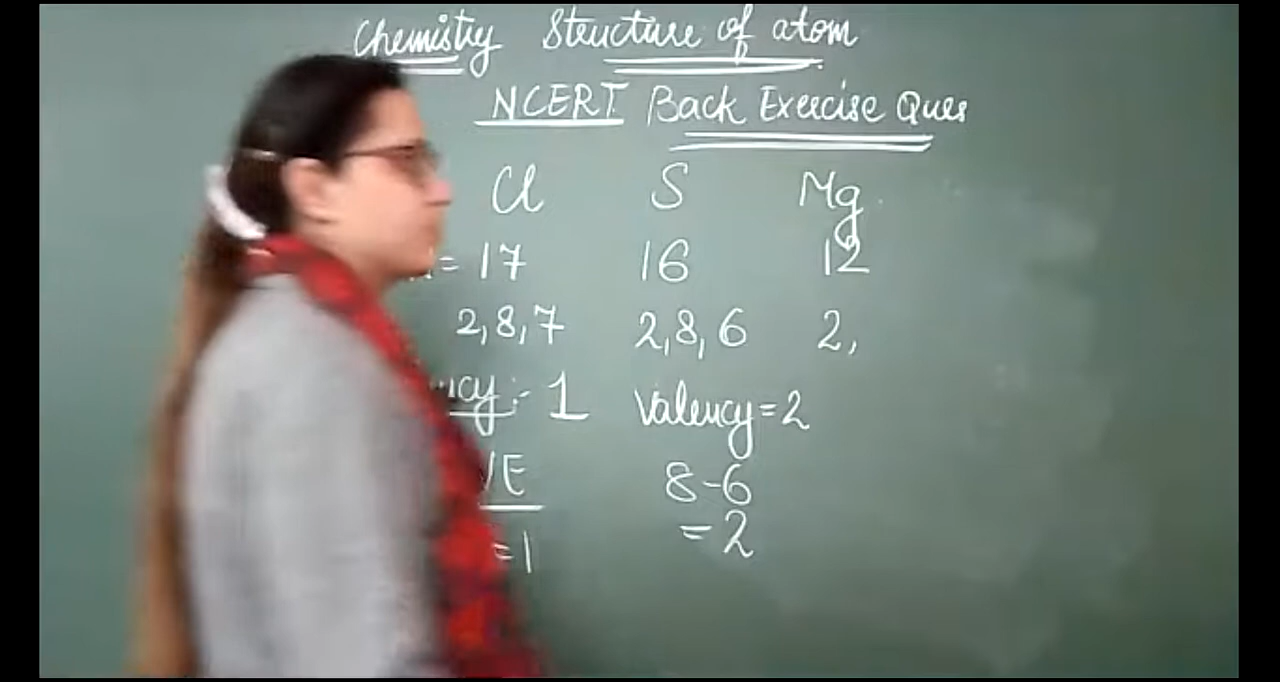 Chemistry Structure of atom
NCERT Back Exercise Ques
Cl S Mg
= 17 16 12
2,8,7 2,8,6 2,
:- 1 Valency=2
8-6
=1 =2